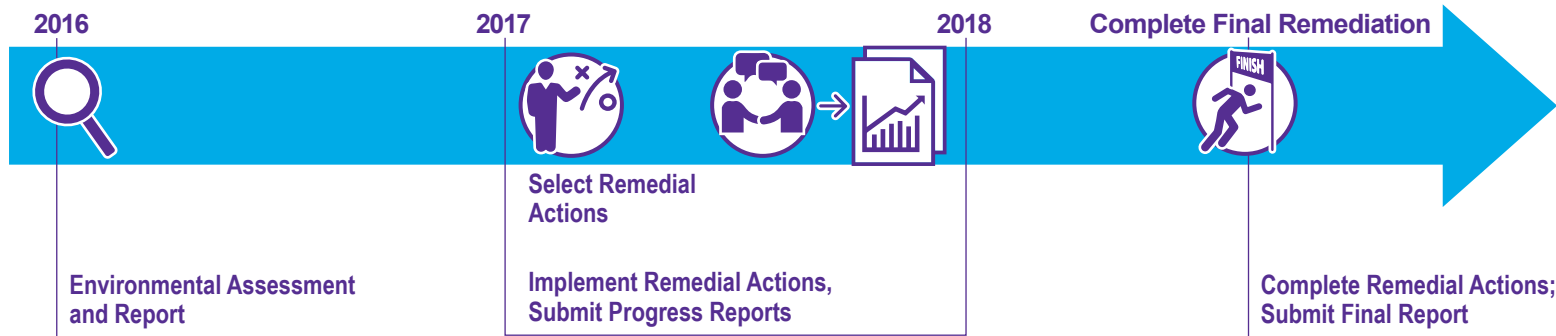 2016
2017
2018
Complete Final Remediation
FINISH
Select Remedial
Actions
Environmental Assessment
and Report
Implement Remedial Actions,
Submit Progress Reports
Complete Remedial Actions;
Submit Final Report